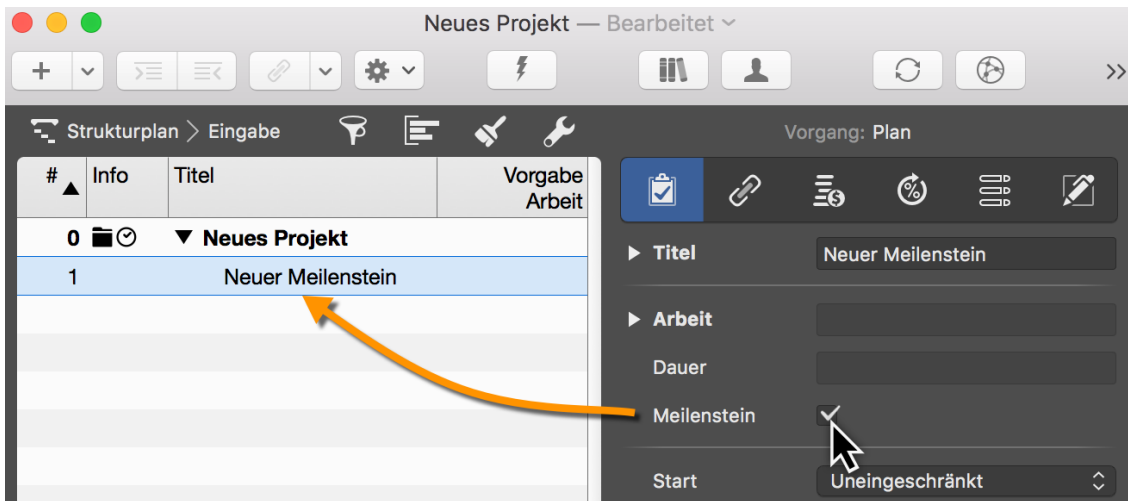 Neues Projekt — Bearbeitet
Strukturplan > Eingabe
Vorgang: Plan
# Info Titel Vorgabe Arbeit
0 Neues Projekt
1 Neuer Meilenstein
Titel Neuer Meilenstein
Arbeit
Dauer
Meilenstein
Start Uneingeschränkt